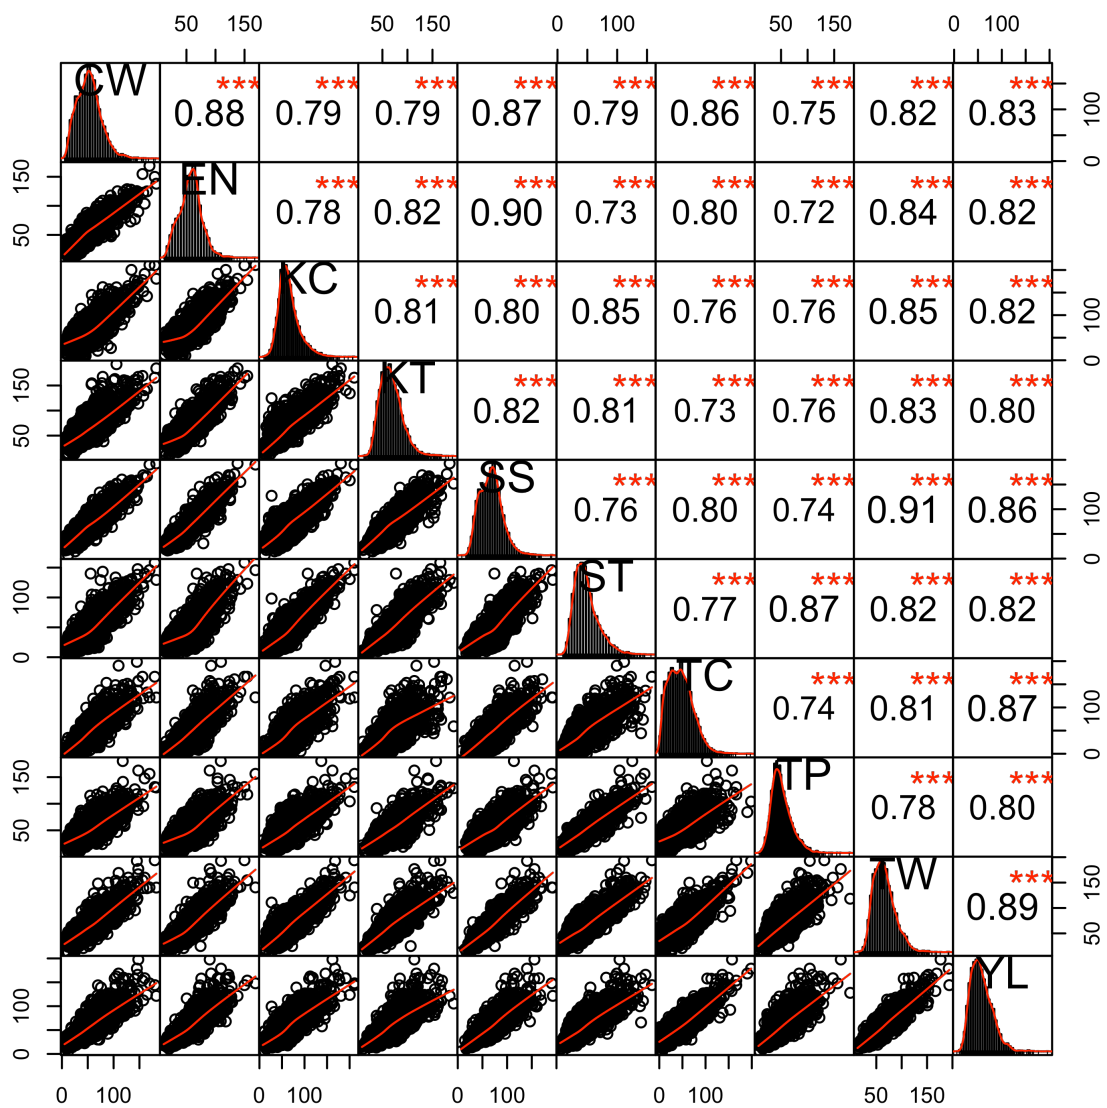 50 150 50 150 0 100 50 150 0 100
CW *** *** *** *** *** *** *** *** ***
0.88 0.79 0.79 0.87 0.79 0.86 0.75 0.82 0.83
0 100
50 150
EN *** *** *** *** *** *** *** ***
0.78 0.82 0.90 0.73 0.80 0.72 0.84 0.82
KC *** *** *** *** *** *** ***
0.81 0.80 0.85 0.76 0.76 0.85 0.82
0 100
50 150
KT *** *** *** *** *** ***
0.82 0.81 0.73 0.76 0.83 0.80
SS *** *** *** *** ***
0.76 0.80 0.74 0.91 0.86
0 100
0 100
ST *** *** *** ***
0.77 0.87 0.82 0.82
TC *** *** ***
0.74 0.81 0.87
0 100
50 150
TP *** ***
0.78 0.80
TW ***
0.89
50 150
0 100
YL
0 100 0 100 0 100 0 100 50 150